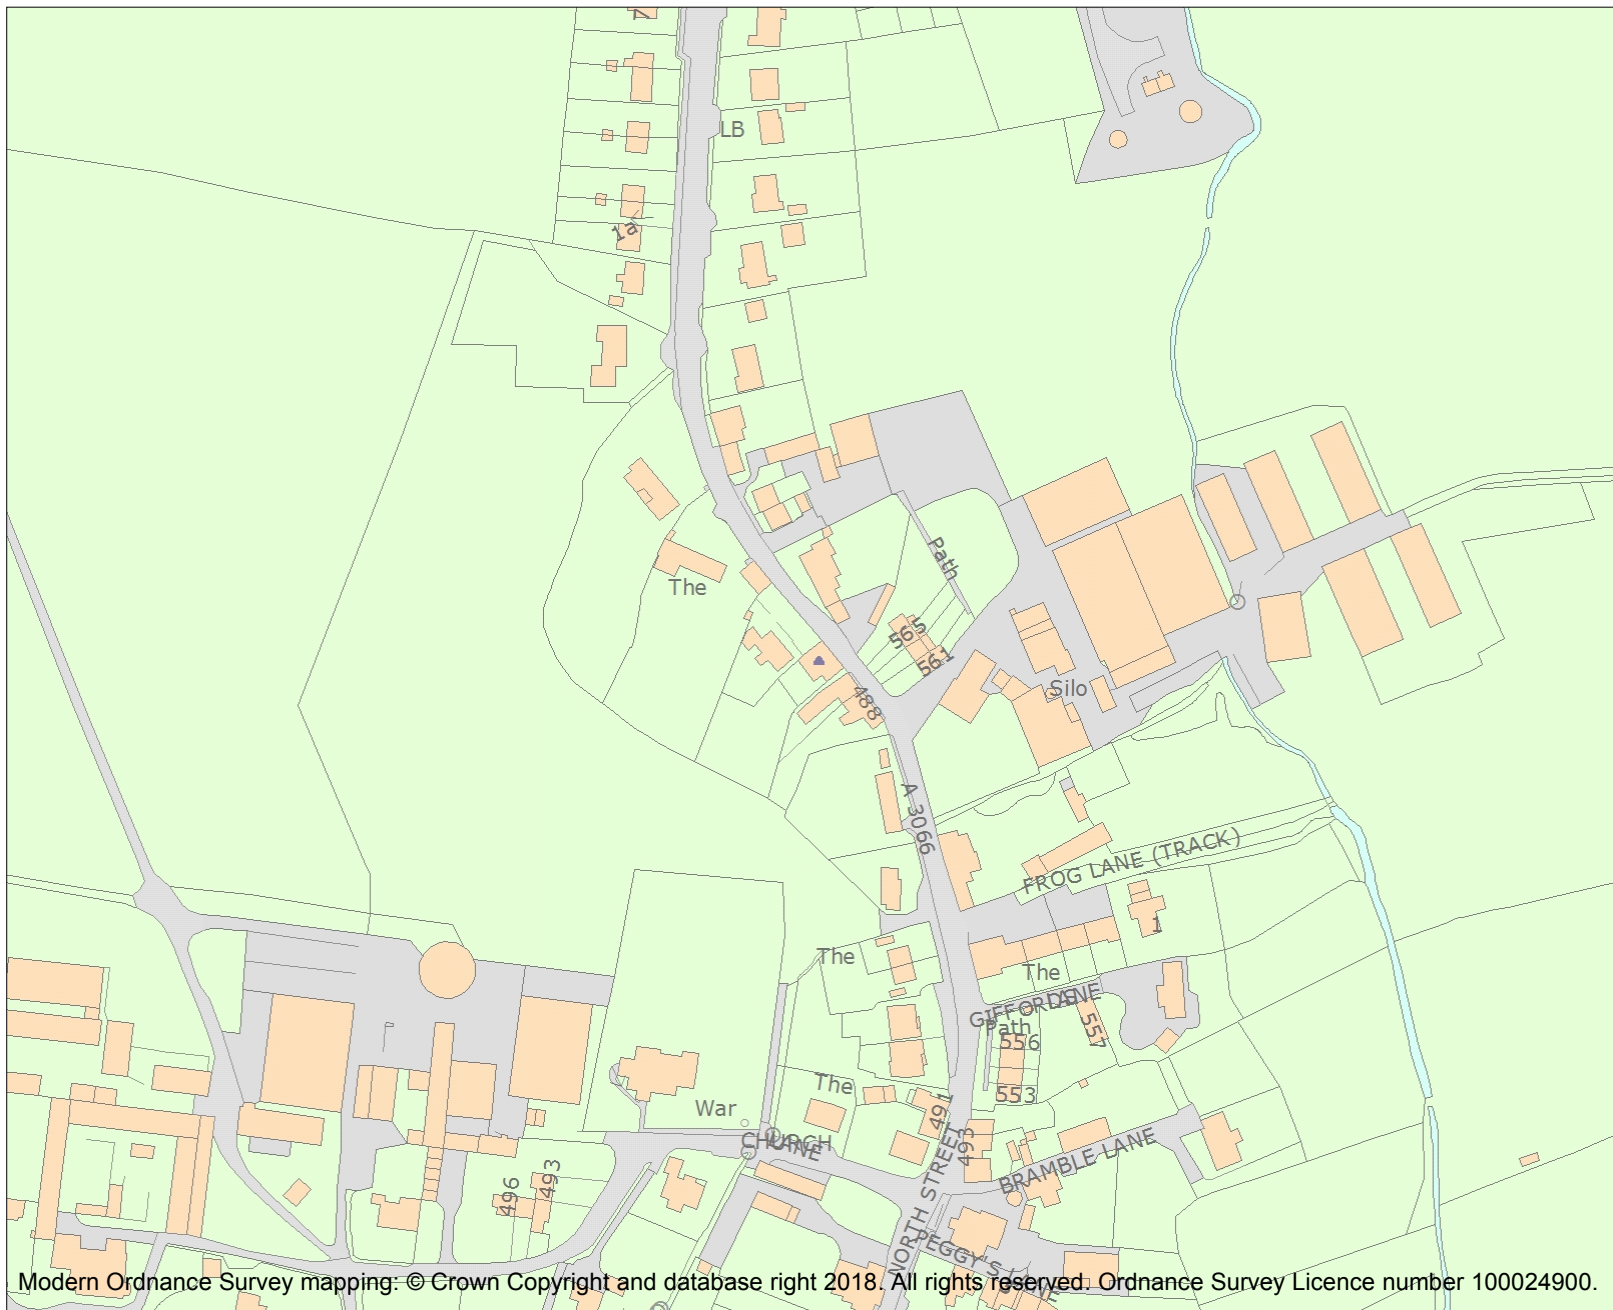 7
LB
1a
Path
The
565
561
488
Silo
A 3066
FROG LANE (TRACK)
1
The
The
GIFFORDS LANE
Path
557
556
The
553
War
491
CHURCH LANE
493
BRAMBLE LANE
493
496
NORTH STREET
PEGGY'S LANE
Modern Ordnance Survey mapping: © Crown Copyright and database right 2018. All rights reserved. Ordnance Survey Licence number 100024900.